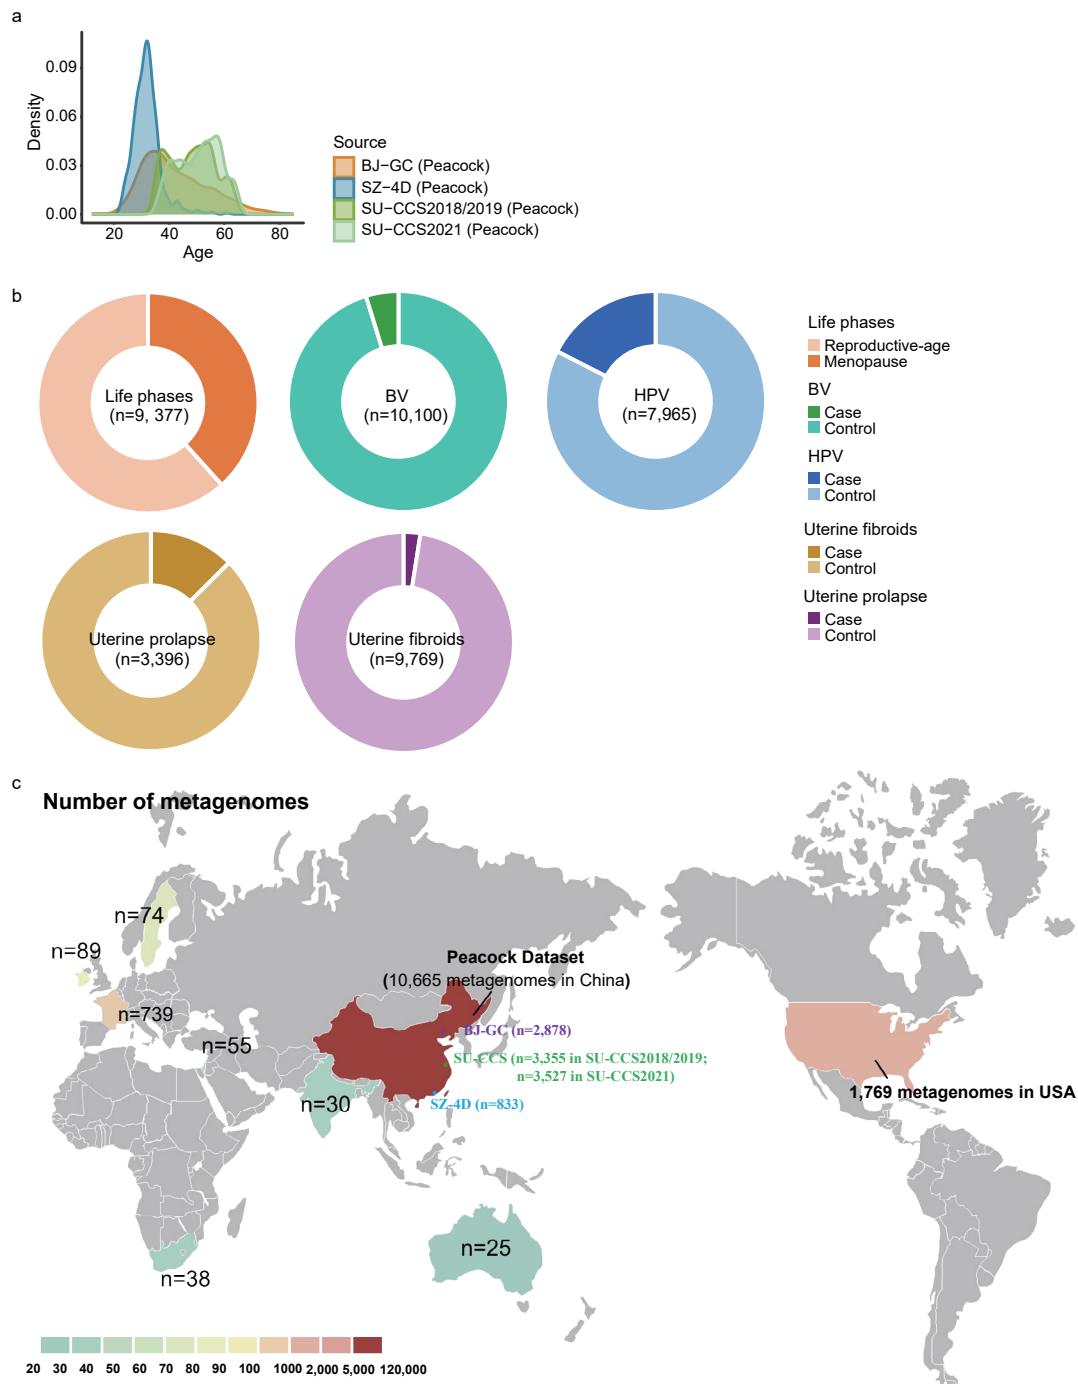 a
0.09
0.06
0.03
0.00
Density
20 40 60 80
Age
Source
BJ−GC (Peacock)
SZ−4D (Peacock)
SU−CCS2018/2019 (Peacock)
SU−CCS2021 (Peacock)
b
Life phases
(n=9, 377)
BV
(n=10,100)
HPV
(n=7,965)
Uterine prolapse
(n=3,396)
Uterine fibroids
(n=9,769)
Life phases
Reproductive-age
Menopause
BV
Case
Control
HPV
Case
Control
Uterine fibroids
Case
Control
Uterine prolapse
Case
Control
c
Number of metagenomes
n=74
n=89
n=739
n=55
n=30
n=38
n=25
Peacock Dataset
(10,665 metagenomes in China)
BJ-GC (n=2,878)
SU-CCS (n=3,355 in SU-CCS2018/2019;
n=3,527 in SU-CCS2021)
SZ-4D (n=833)
1,769 metagenomes in USA
20 30 40 50 60 70 80 90 100 1000 2,000 5,000 120,000